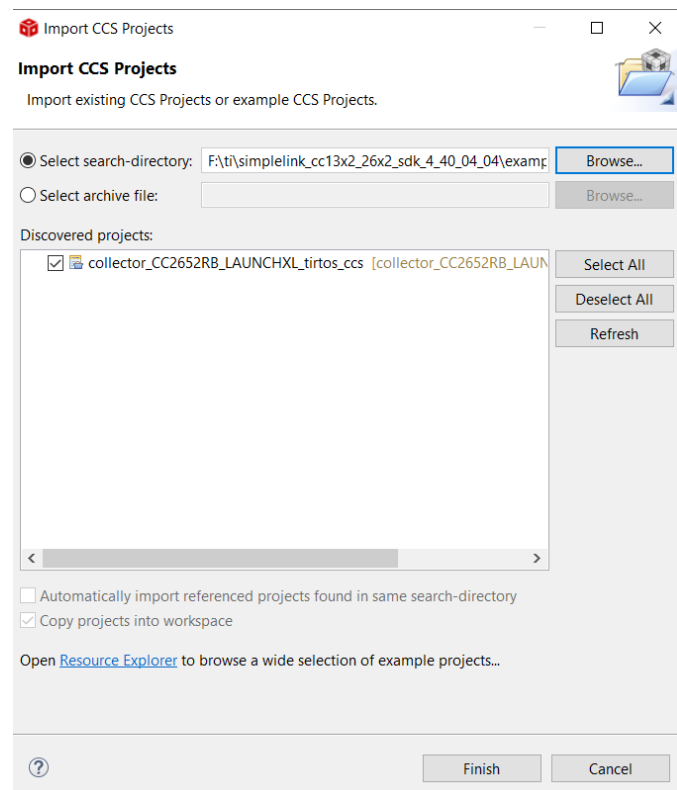 Import CCS Projects
Import CCS Projects
Import existing CCS Projects or example CCS Projects.
Select search-directory: F:\ti\simplelink_cc13x2_26x2_sdk_4_40_04_04\examp Browse...
Select archive file: Browse...
Discovered projects:
collector_CC2652RB_LAUNCHXL_tirtos_ccs [collector_CC2652RB_LAUN Select All
Deselect All
Refresh
Automatically import referenced projects found in same search-directory
Copy projects into workspace
Open Resource Explorer to browse a wide selection of example projects...
? Finish Cancel